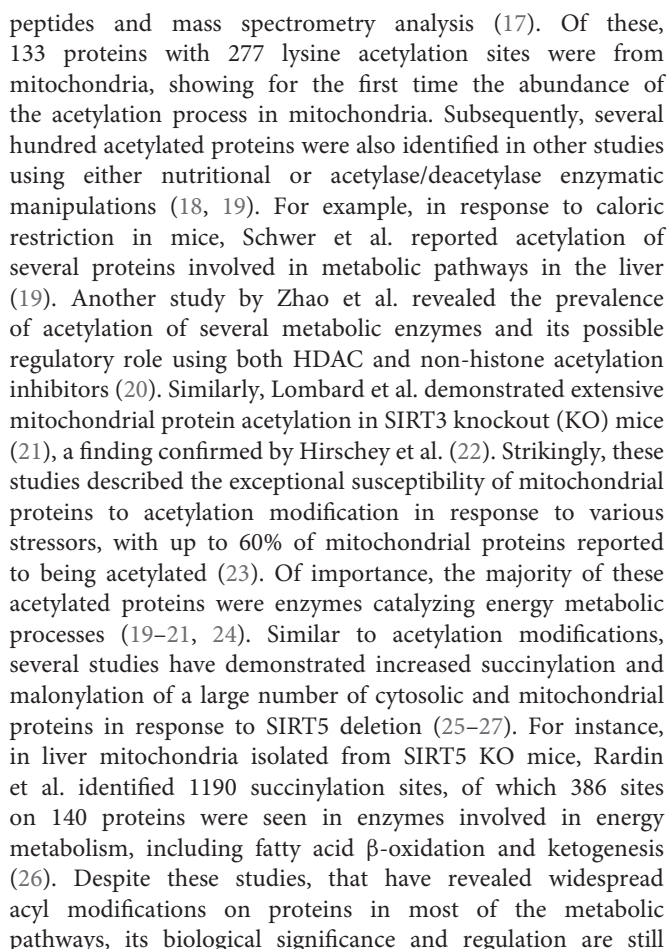 peptides and mass spectrometry analysis (17). Of these,
133 proteins with 277 lysine acetylation sites were from
mitochondria, showing for the first time the abundance of
the acetylation process in mitochondria. Subsequently, several
hundred acetylated proteins were also identified in other studies
using either nutritional or acetylase/deacetylase enzymatic
manipulations (18, 19). For example, in response to caloric
restriction in mice, Schwer et al. reported acetylation of
several proteins involved in metabolic pathways in the liver
(19). Another study by Zhao et al. revealed the prevalence
of acetylation of several metabolic enzymes and its possible
regulatory role using both HDAC and non-histone acetylation
inhibitors (20). Similarly, Lombard et al. demonstrated extensive
mitochondrial protein acetylation in SIRT3 knockout (KO) mice
(21), a finding confirmed by Hirschey et al. (22). Strikingly, these
studies described the exceptional susceptibility of mitochondrial
proteins to acetylation modification in response to various
stressors, with up to 60% of mitochondrial proteins reported
to being acetylated (23). Of importance, the majority of these
acetylated proteins were enzymes catalyzing energy metabolic
processes (19–21, 24). Similar to acetylation modifications,
several studies have demonstrated increased succinylation and
malonylation of a large number of cytosolic and mitochondrial
proteins in response to SIRT5 deletion (25–27). For instance,
in liver mitochondria isolated from SIRT5 KO mice, Rardin
et al. identified 1190 succinylation sites, of which 386 sites
on 140 proteins were seen in enzymes involved in energy
metabolism, including fatty acid β-oxidation and ketogenesis
(26). Despite these studies, that have revealed widespread
acyl modifications on proteins in most of the metabolic
pathways, its biological significance and regulation are still